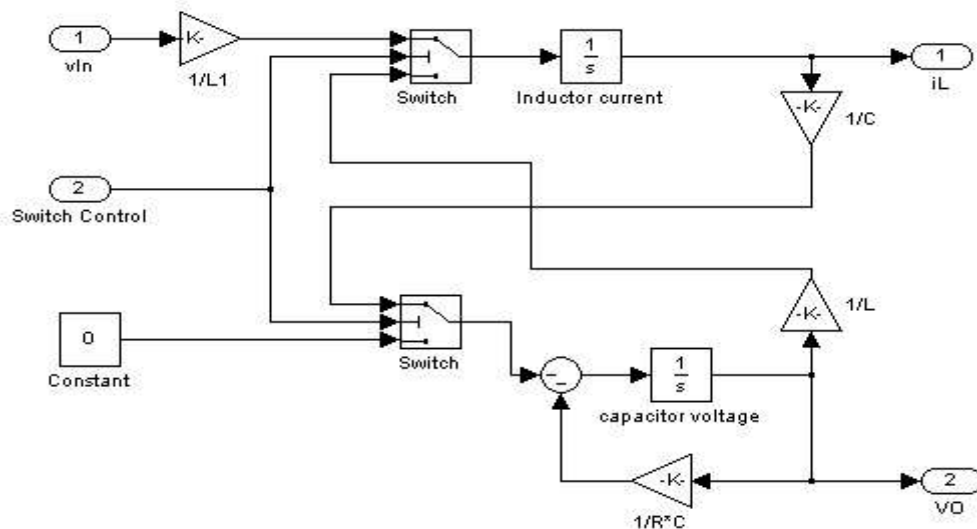 1
vIn
K-
1/L1
Switch
1
s
Inductor current
1
iL
-K-
1/C
2
Switch Control
0
Constant
Switch
-K-
1/L
1
s
capacitor voltage
-K-
1/R*C
2
VO